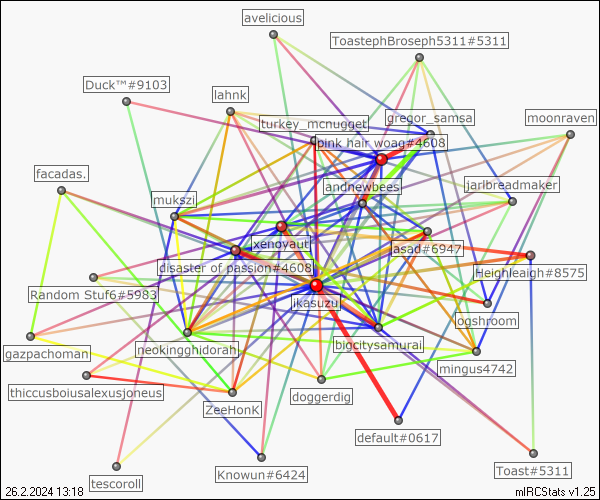 avelicious
ToastephBroseph5311#5311
Duck™#9103
lahnk
turkey_mcnugget
gregor_samsa
moonraven
pink hair woag#4608
facadas.
mukszi
andnewbees
jarlbreadmaker
xenovaut
asad#6947
disaster of passion#4608
Heighleaigh#8575
Random Stuf6#5983
ikasuzu
ogshroom
gazpachoman
neokingghidorah
bigcitysamurai
mingus4742
thiccusboiusalexusjoneus
ZeeHonK
doggerdig
default#0617
tescoroll
Knowun#6424
Toast#5311
26.2.2024 13:18
mIRCStats v1.25